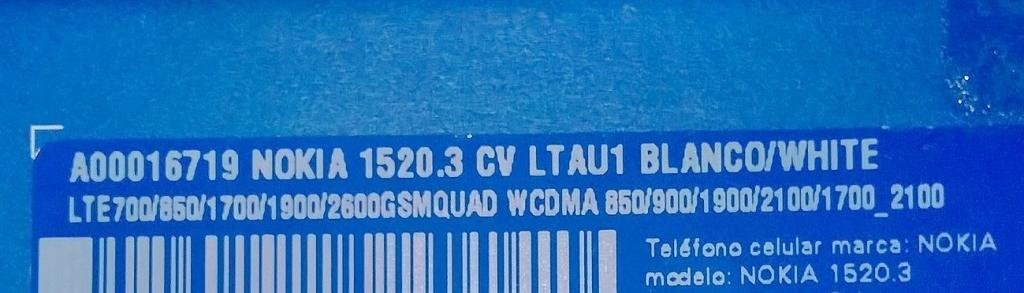 A00016719 NOKIA 1520.3 CV LTAU1 BLANCO/WHITE
LTE700/850/1700/1900/2600GSMQUAD WCDMA 850/900/1900/2100/1700_2100
Teléfono celular marca: NOKIA
modelo: NOKIA 1520.3